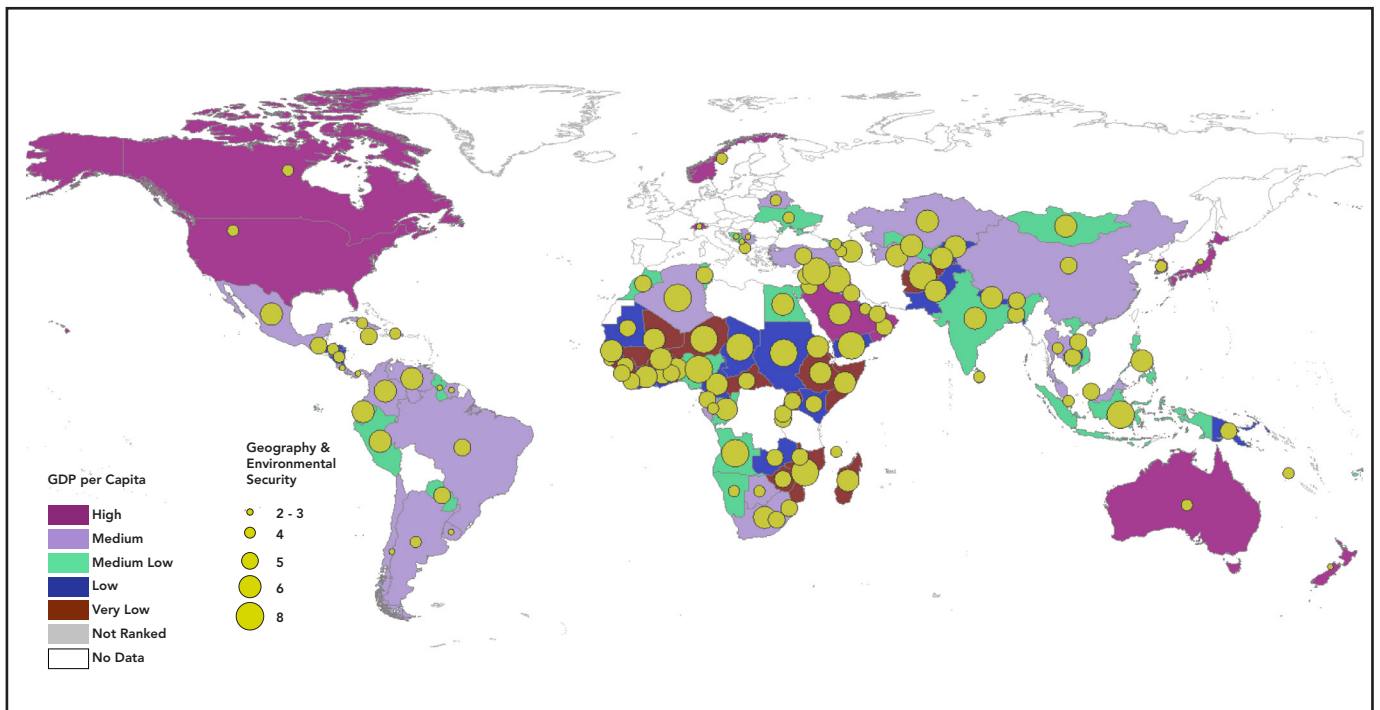 Geography &
Environmental
Security
2 - 3
4
5
6
8
GDP per Capita
High
Medium
Medium Low
Low
Very Low
Not Ranked
No Data